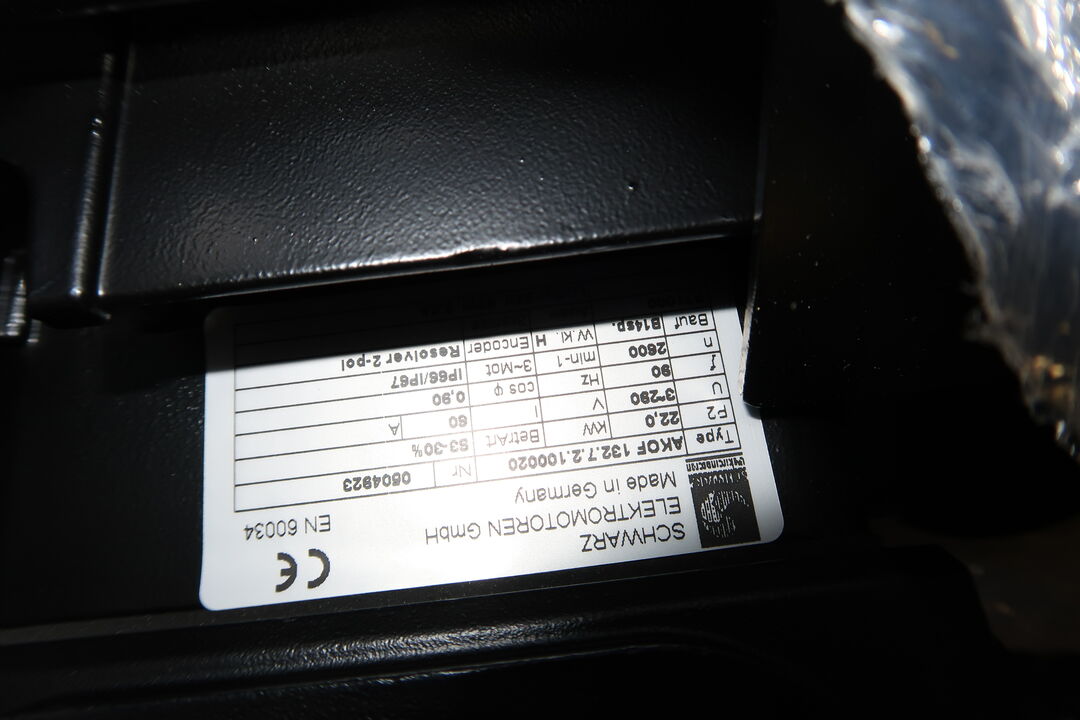 SCHWARZ
ELEKTROMOTOREN GmbH
Made in Germany
CE
EN 60034
Type AKOF 132.7.2.100020 Nr 0504923
P2 22,0 kW BetrArt S3-30%
U 3~290 V I 60 A
f 90 Hz cos φ 0,90
n 2600 min-1 3~Mot IP66/IP67
Bauf B14sp. W.kl. H Encoder Resolver 2-pol